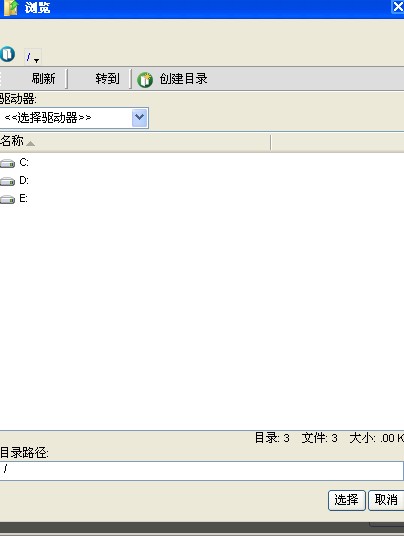 浏览
/
刷新 转到 创建目录
驱动器:
<<选择驱动器>>
名称
C:
D:
E:
目录: 3 文件: 3 大小: .00 K
目录路径:
/
选择 取消